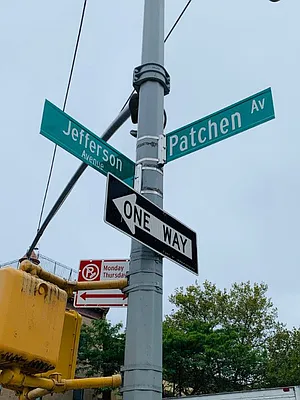 Jefferson
Avenue
Patchen Av
ONE WAY
P
Monday
Thursday